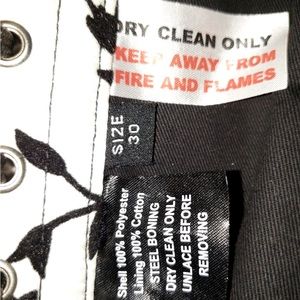 DRY CLEAN ONLY
KEEP AWAY FROM
FIRE AND FLAMES
SIZE
30
Shell 100% Polyester
Lining 100% Cotton
STEEL BONING
DRY CLEAN ONLY
UNLACE BEFORE
REMOVING